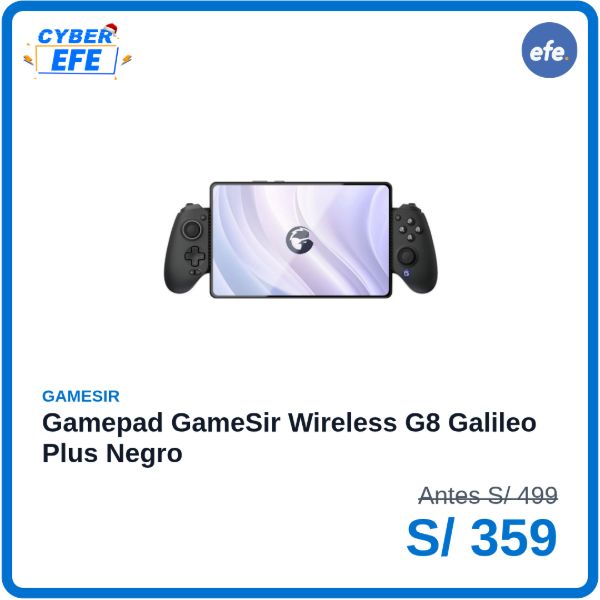 CYBER
EFE
efe.
GAMESIR
Gamepad GameSir Wireless G8 Galileo
Plus Negro
Antes S/ 499
S/ 359